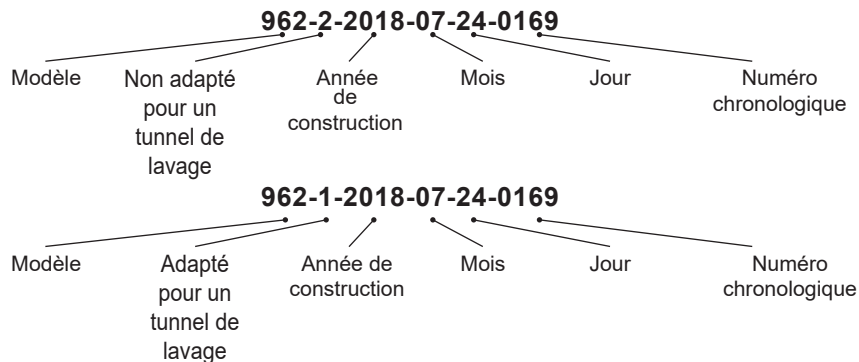 962-2-2018-07-24-0169
Modèle
Non adapté
pour un
tunnel de
lavage
Année
de
construction
Mois
Jour
Numéro
chronologique
962-1-2018-07-24-0169
Modèle
Adapté
pour un
tunnel de
lavage
Année de
construction
Mois
Jour
Numéro
chronologique